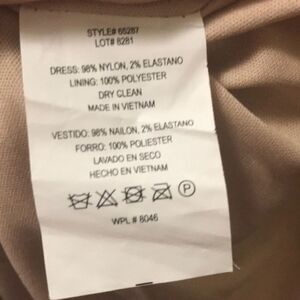 STYLE# 65287
LOT# 8281
DRESS: 98% NYLON, 2% ELASTANO
LINING: 100% POLYESTER
DRY CLEAN
MADE IN VIETNAM
VESTIDO: 98% NAILON, 2% ELASTANO
FORRO: 100% POLIESTER
LAVADO EN SECO
HECHO EN VIETNAM
P
WPL # 8046